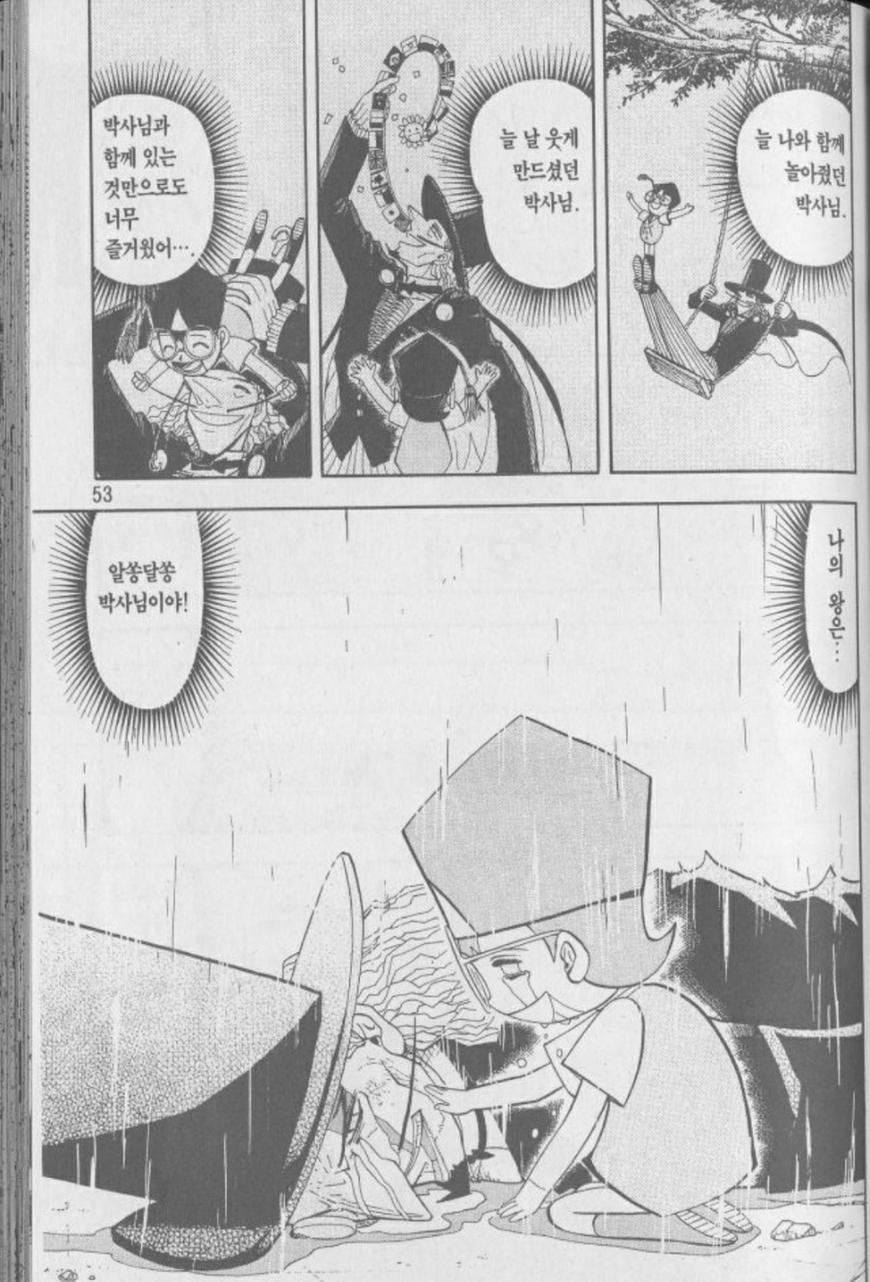 늘 나와 함께
놀아줬던
박사님.
늘 날 웃게
만드셨던
박사님.
박사님과
함께 있는
것만으로도
너무
즐거웠어….
53
나의 왕은…
알쏭달쏭
박사님이야!